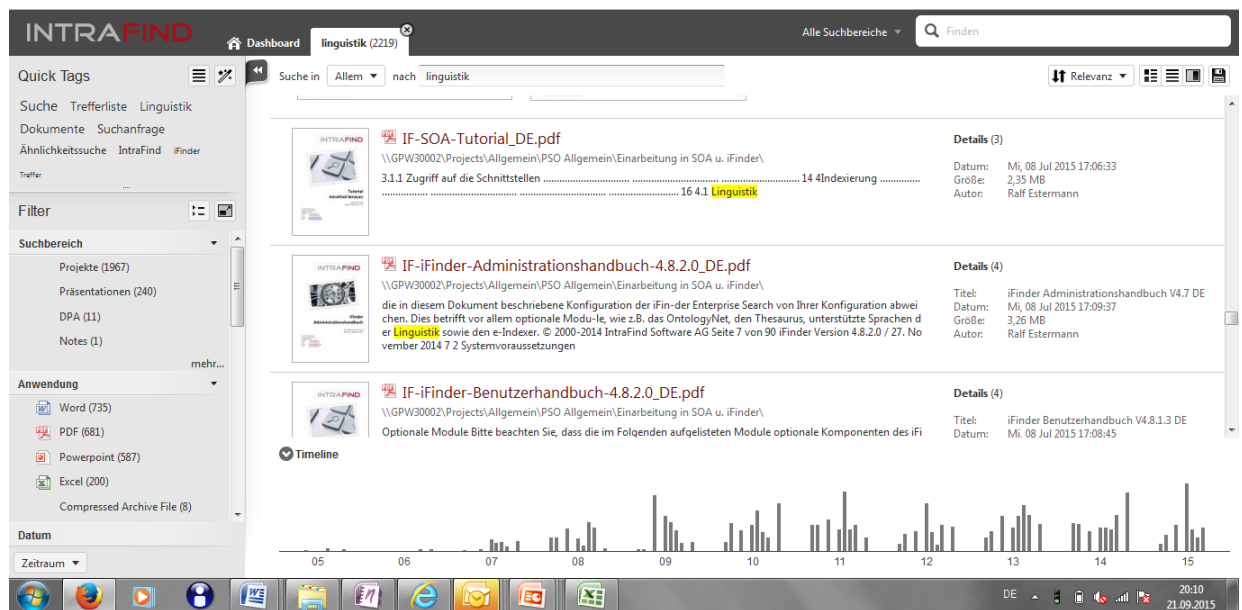 INTRAFIND
Dashboard
linguistik (2219)
Alle Suchbereiche
Finden
Quick Tags
Suche Trefferliste Linguistik
Dokumente Suchanfrage
Ähnlichkeitssuche IntraFind iFinder
Treffer
....
Filter
Suchbereich
Projekte (1967)
Präsentationen (240)
DPA (11)
Notes (1)
mehr...
Anwendung
Word (735)
PDF (681)
Powerpoint (587)
Excel (200)
Compressed Archive File (8)
Datum
Zeitraum
Suche in Allem nach linguistik
Relevanz
INTRAFIND
Tutorial
IntraFind Services
IF-SOA-Tutorial_DE.pdf
\\GPW30002\Projects\Allgemein\PSO Allgemein\Einarbeitung in SOA u. iFinder\
3.1.1 Zugriff auf die Schnittstellen ............................. ............................. ............................. 14 4Indexierung ..............
................. ............................. ............................. ........................ 16 4.1 Linguistik
Details (3)
Datum: Mi, 08 Jul 2015 17:06:33
Größe: 2,35 MB
Autor: Ralf Estermann
INTRAFIND
iFinder
Administrationshandbuch
IF-iFinder-Administrationshandbuch-4.8.2.0_DE.pdf
\\GPW30002\Projects\Allgemein\PSO Allgemein\Einarbeitung in SOA u. iFinder\
die in diesem Dokument beschriebene Konfiguration der iFin-der Enterprise Search von Ihrer Konfiguration abwei
chen. Dies betrifft vor allem optionale Modu-le, wie z.B. das OntologyNet, den Thesaurus, unterstützte Sprachen d
er Linguistik sowie den e-Indexer. © 2000-2014 IntraFind Software AG Seite 7 von 90 iFinder Version 4.8.2.0 / 27. No
vember 2014 7 2 Systemvoraussetzungen
Details (4)
Titel: iFinder Administrationshandbuch V4.7 DE
Datum: Mi, 08 Jul 2015 17:09:37
Größe: 3,26 MB
Autor: Ralf Estermann
INTRAFIND
IF-iFinder-Benutzerhandbuch-4.8.2.0_DE.pdf
\\GPW30002\Projects\Allgemein\PSO Allgemein\Einarbeitung in SOA u. iFinder\
Optionale Module Bitte beachten Sie, dass die im Folgenden aufgelisteten Module optionale Komponenten des iFi
Details (4)
Titel: iFinder Benutzerhandbuch V4.8.1.3 DE
Datum: Mi, 08 Jul 2015 17:08:45
Timeline
05 06 07 08 09 10 11 12 13 14 15
DE
20:10
21.09.2015